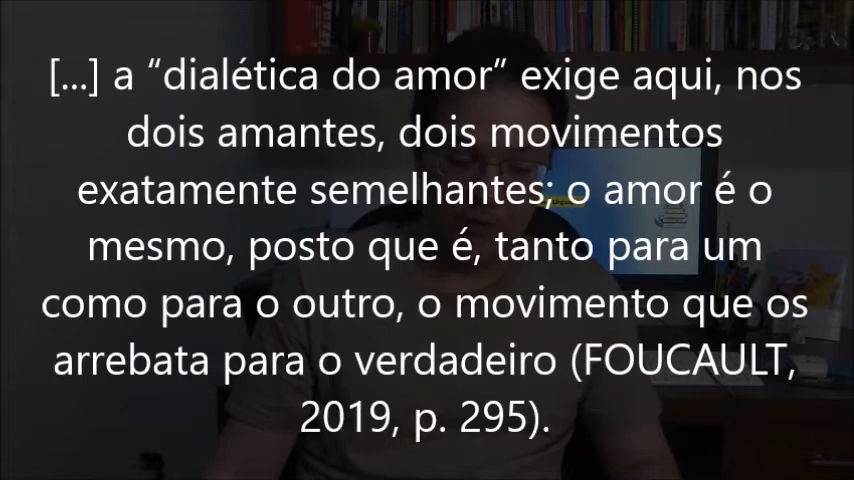 [...] a “dialética do amor” exige aqui, nos
dois amantes, dois movimentos
exatamente semelhantes; o amor é o
mesmo, posto que é, tanto para um
como para o outro, o movimento que os
arrebata para o verdadeiro (FOUCAULT,
2019, p. 295).